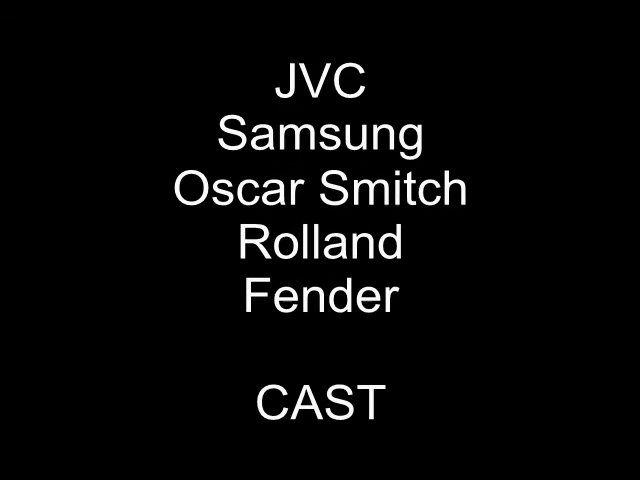 JVC
Samsung
Oscar Smitch
Rolland
Fender
CAST